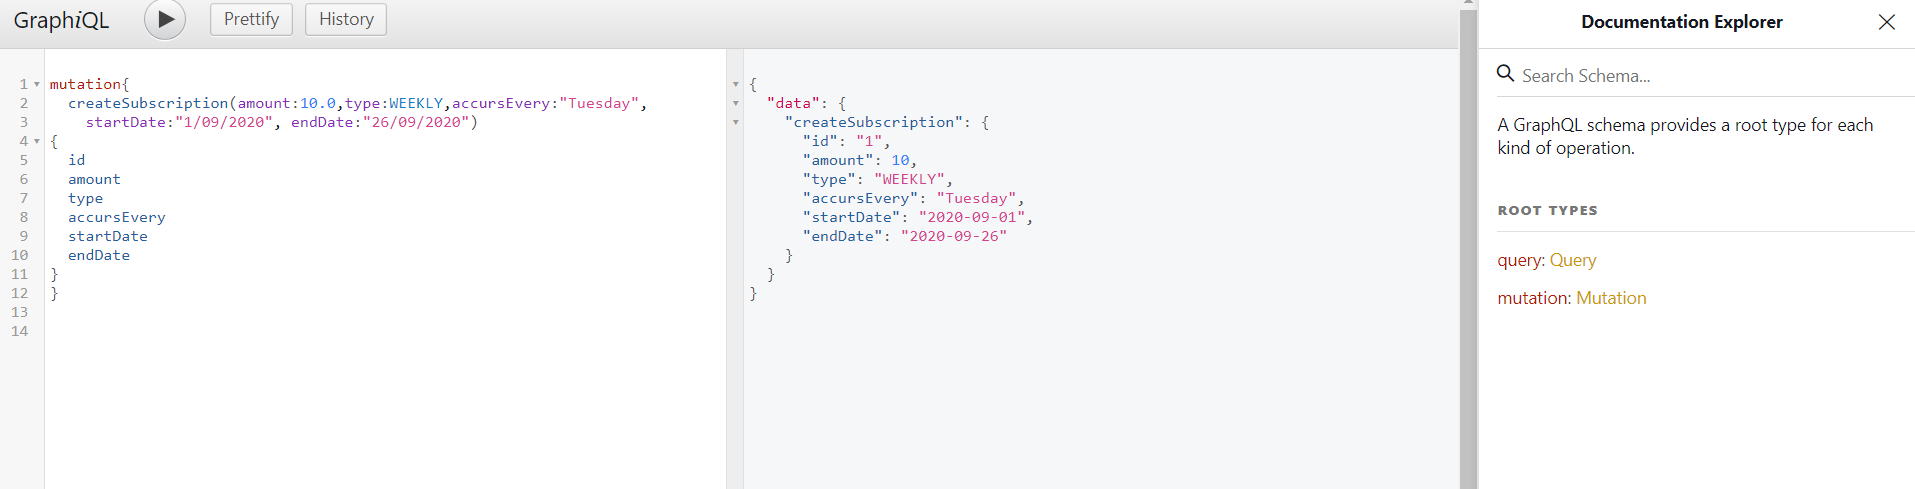 GraphiQL
Prettify
History
1 mutation{
2 createSubscription(amount:10.0,type:WEEKLY,accursEvery:"Tuesday",
3 startDate:"1/09/2020", endDate:"26/09/2020")
4 {
5 id
6 amount
7 type
8 accursEvery
9 startDate
10 endDate
11 }
12 }
13
14
{
"data": {
"createSubscription": {
"id": "1",
"amount": 10,
"type": "WEEKLY",
"accursEvery": "Tuesday",
"startDate": "2020-09-01",
"endDate": "2020-09-26"
}
}
}
Documentation Explorer
Search Schema...
A GraphQL schema provides a root type for each
kind of operation.
ROOT TYPES
query: Query
mutation: Mutation